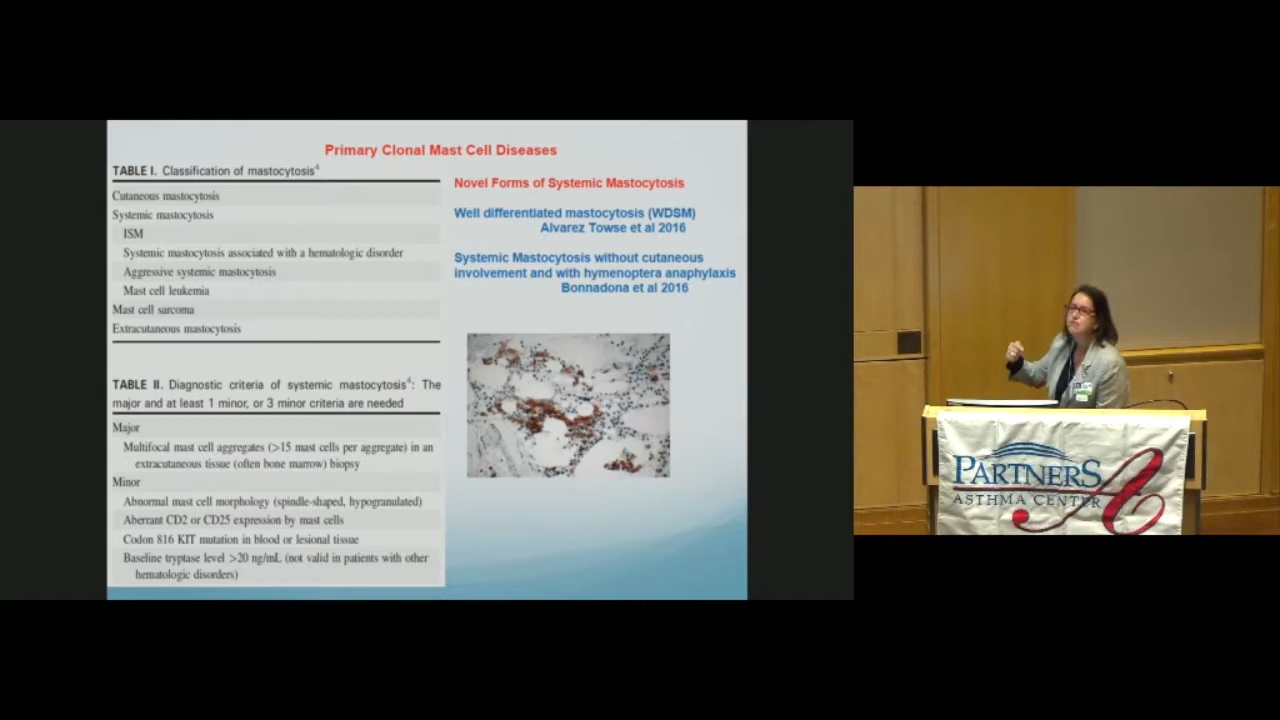 Primary Clonal Mast Cell Diseases
TABLE I. Classification of mastocytosis4
Cutaneous mastocytosis
Systemic mastocytosis
ISM
Systemic mastocytosis associated with a hematologic disorder
Aggressive systemic mastocytosis
Mast cell leukemia
Mast cell sarcoma
Extracutaneous mastocytosis
TABLE II. Diagnostic criteria of systemic mastocytosis4: The
major and at least 1 minor, or 3 minor criteria are needed
Major
Multifocal mast cell aggregates (>15 mast cells per aggregate) in an
extracutaneous tissue (often bone marrow) biopsy
Minor
Abnormal mast cell morphology (spindle-shaped, hypogranulated)
Aberrant CD2 or CD25 expression by mast cells
Codon 816 KIT mutation in blood or lesional tissue
Baseline tryptase level >20 ng/mL (not valid in patients with other
hematologic disorders)
Novel Forms of Systemic Mastocytosis
Well differentiated mastocytosis (WDSM)
Alvarez Towse et al 2016
Systemic Mastocytosis without cutaneous
involvement and with hymenoptera anaphylaxis
Bonnadona et al 2016
PARTNERS
ASTHMA CENTER